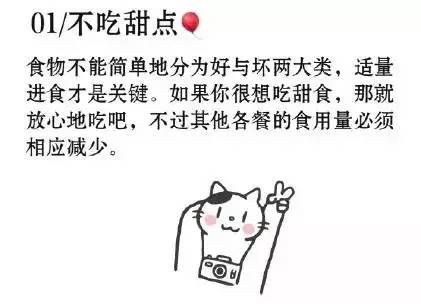 01/不吃甜点🎈
食物不能简单地分为好与坏两大类，适量
进食才是关键。如果你很想吃甜食，那就
放心地吃吧，不过其他各餐的食用量必须
相应减少。